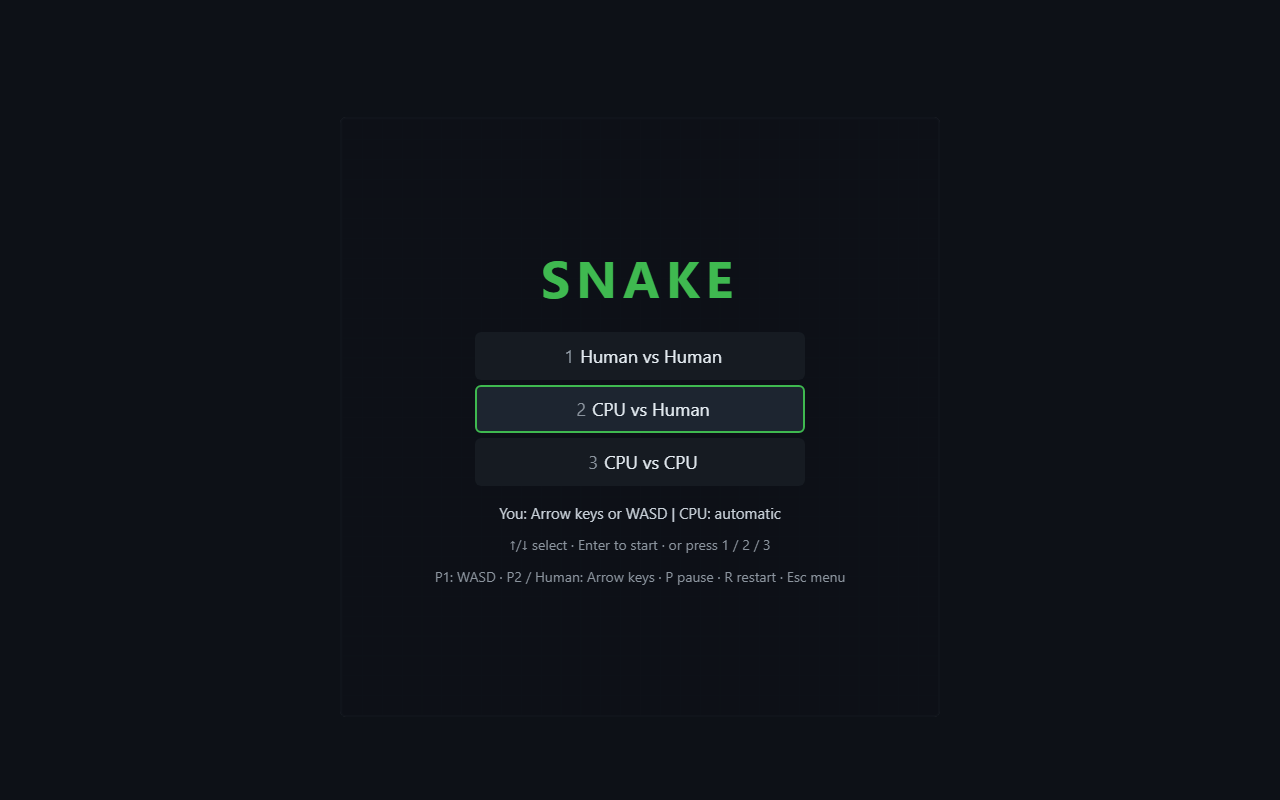 SNAKE
1 Human vs Human
2 CPU vs Human
3 CPU vs CPU
You: Arrow keys or WASD | CPU: automatic
↑/↓ select · Enter to start · or press 1 / 2 / 3
P1: WASD · P2 / Human: Arrow keys · P pause · R restart · Esc menu